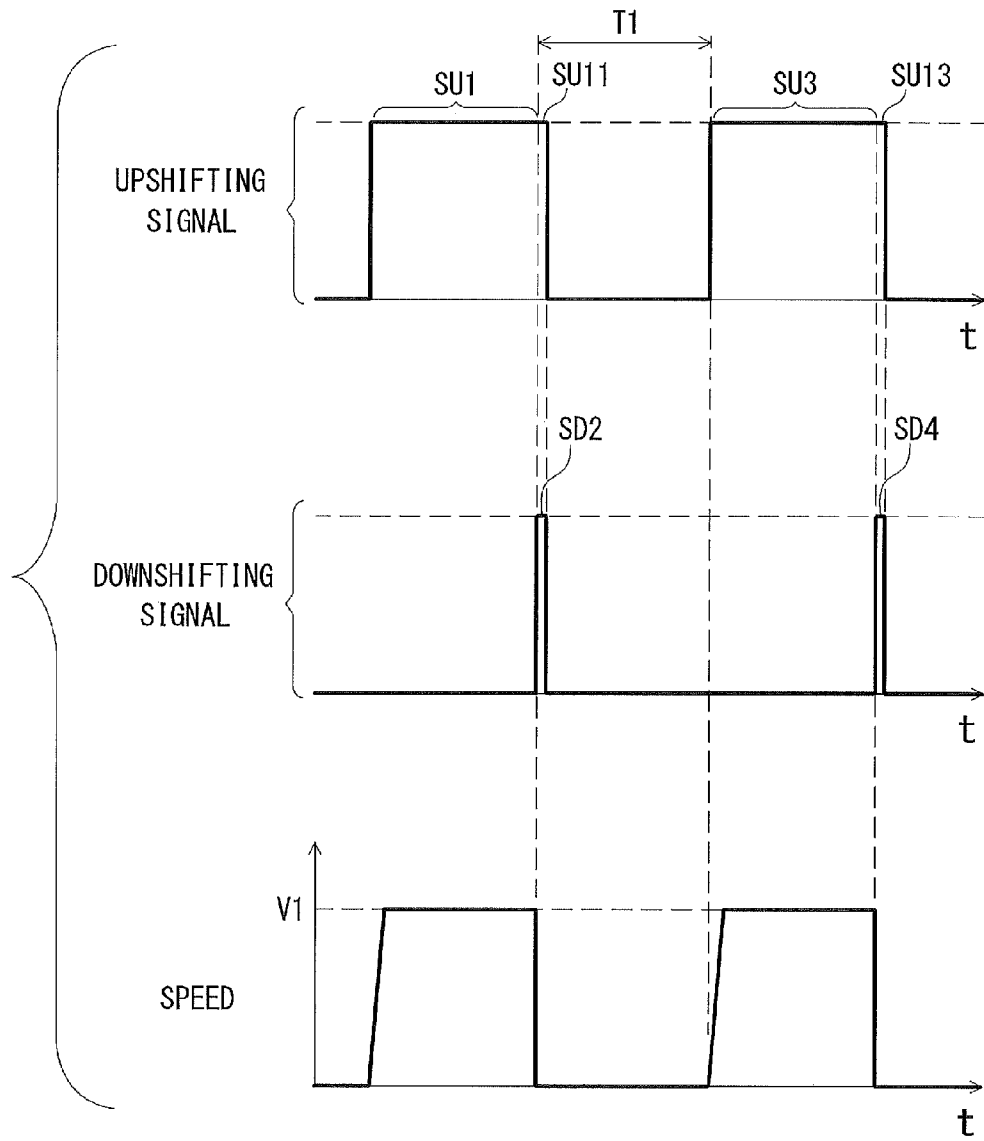 T1
SU1
SU11
SU3
SU13
UPSHIFTING
SIGNAL
t
SD2
SD4
DOWNSHIFTING
SIGNAL
t
V1
SPEED
t